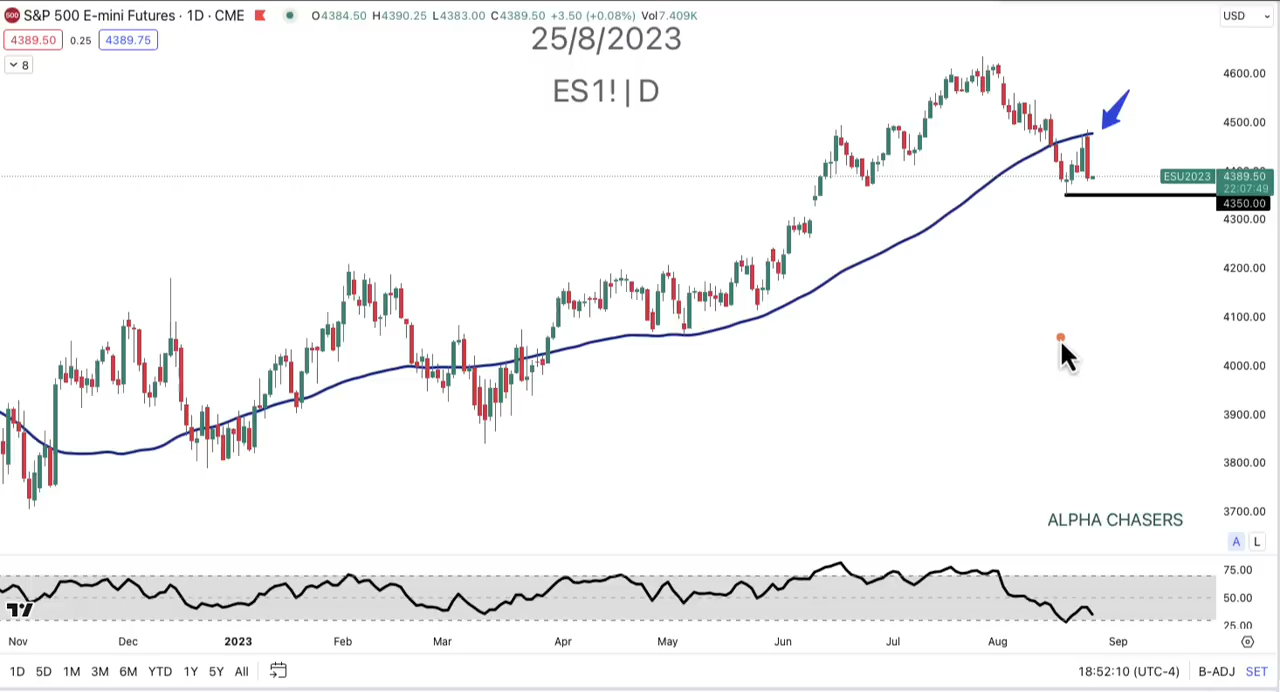 500 S&P 500 E-mini Futures · 1D · CME O4384.50 H4390.25 L4383.00 C4389.50 +3.50 (+0.08%) Vol7.409K USD
4389.50 0.25 4389.75
25/8/2023
8
ES1! | D
4600.00
4500.00
ESU2023 4389.50
22:07:49
4350.00
4300.00
4200.00
4100.00
4000.00
3900.00
3800.00
3700.00
ALPHA CHASERS
A L
75.00
50.00
25.00
Nov Dec 2023 Feb Mar Apr May Jun Jul Aug Sep
1D 5D 1M 3M 6M YTD 1Y 5Y All 18:52:10 (UTC-4) B-ADJ SET